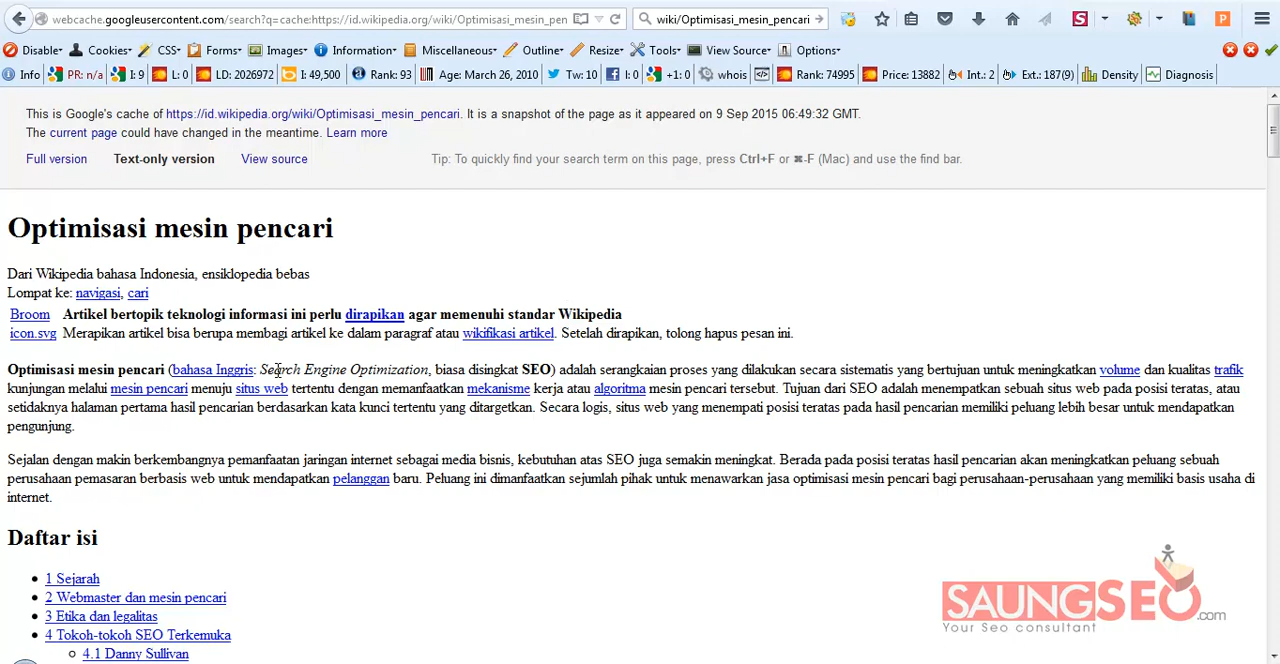 webcache.googleusercontent.com/search?q=cache:https://id.wikipedia.org/wiki/Optimisasi_mesin_pen
wiki/Optimisasi_mesin_pencari
Disable Cookies CSS Forms Images Information Miscellaneous Outline Resize Tools View Source Options
Info PR: n/a I: 9 L: 0 LD: 2026972 I: 49,500 Rank: 93 Age: March 26, 2010 Tw: 10 l: 0 +1: 0 whois Rank: 74995 Price: 13882 Int.: 2 Ext.: 187(9) Density Diagnosis
This is Google's cache of https://id.wikipedia.org/wiki/Optimisasi_mesin_pencari. It is a snapshot of the page as it appeared on 9 Sep 2015 06:49:32 GMT.
The current page could have changed in the meantime. Learn more
Full version Text-only version View source Tip: To quickly find your search term on this page, press Ctrl+F or ⌘-F (Mac) and use the find bar.
Optimisasi mesin pencari
Dari Wikipedia bahasa Indonesia, ensiklopedia bebas
Lompat ke: navigasi, cari
Broom Artikel bertopik teknologi informasi ini perlu dirapikan agar memenuhi standar Wikipedia
icon.svg Merapikan artikel bisa berupa membagi artikel ke dalam paragraf atau wikifikasi artikel. Setelah dirapikan, tolong hapus pesan ini.
Optimisasi mesin pencari (bahasa Inggris: Search Engine Optimization, biasa disingkat SEO) adalah serangkaian proses yang dilakukan secara sistematis yang bertujuan untuk meningkatkan volume dan kualitas trafik
kunjungan melalui mesin pencari menuju situs web tertentu dengan memanfaatkan mekanisme kerja atau algoritma mesin pencari tersebut. Tujuan dari SEO adalah menempatkan sebuah situs web pada posisi teratas, atau
setidaknya halaman pertama hasil pencarian berdasarkan kata kunci tertentu yang ditargetkan. Secara logis, situs web yang menempati posisi teratas pada hasil pencarian memiliki peluang lebih besar untuk mendapatkan
pengunjung.
Sejalan dengan makin berkembangnya pemanfaatan jaringan internet sebagai media bisnis, kebutuhan atas SEO juga semakin meningkat. Berada pada posisi teratas hasil pencarian akan meningkatkan peluang sebuah
perusahaan pemasaran berbasis web untuk mendapatkan pelanggan baru. Peluang ini dimanfaatkan sejumlah pihak untuk menawarkan jasa optimisasi mesin pencari bagi perusahaan-perusahaan yang memiliki basis usaha di
internet.
Daftar isi
1 Sejarah
2 Webmaster dan mesin pencari
3 Etika dan legalitas
4 Tokoh-tokoh SEO Terkemuka
4.1 Danny Sullivan
SAUNGSEO.com
Your Seo consultant